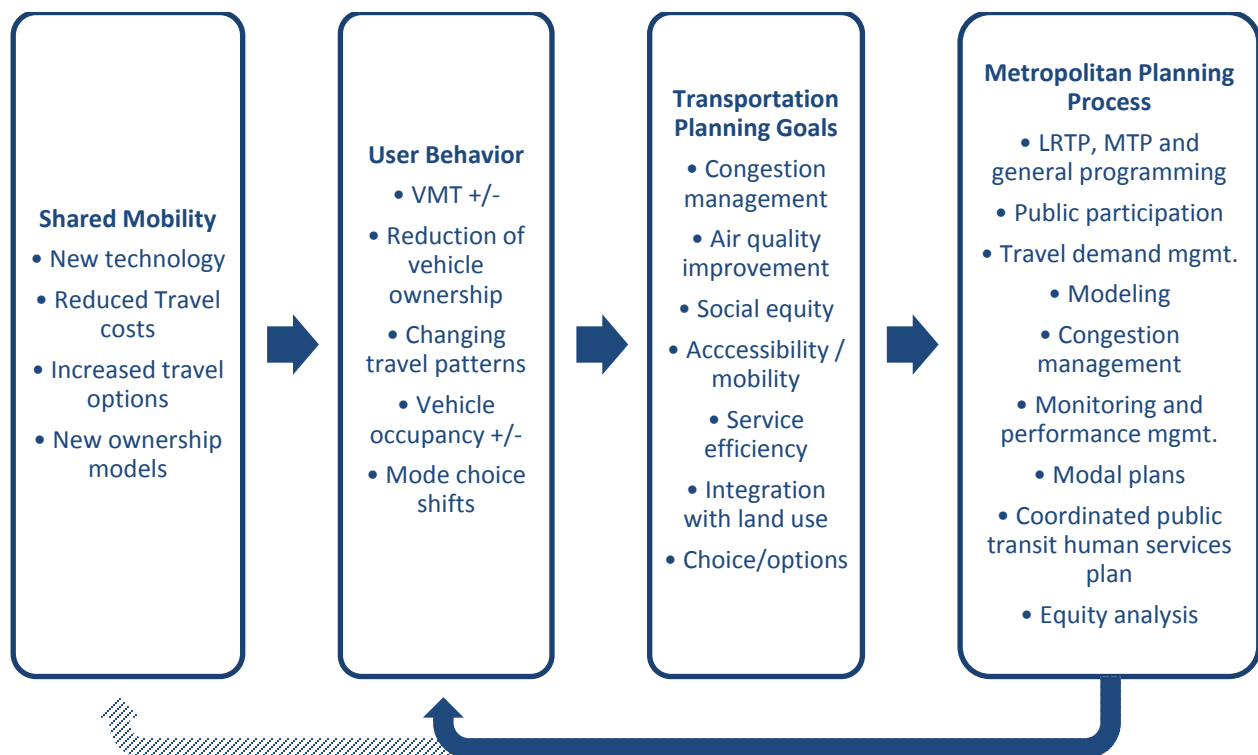 Shared Mobility
• New technology
• Reduced Travel
costs
• Increased travel
options
• New ownership
models
User Behavior
• VMT +/-
• Reduction of
vehicle
ownership
• Changing
travel patterns
• Vehicle
occupancy +/-
• Mode choice
shifts
Transportation
Planning Goals
• Congestion
management
• Air quality
improvement
• Social equity
• Acccessibility /
mobility
• Service
efficiency
• Integration
with land use
• Choice/options
Metropolitan Planning
Process
• LRTP, MTP and
general programming
• Public participation
• Travel demand mgmt.
• Modeling
• Congestion
management
• Monitoring and
performance mgmt.
• Modal plans
• Coordinated public
transit human services
plan
• Equity analysis